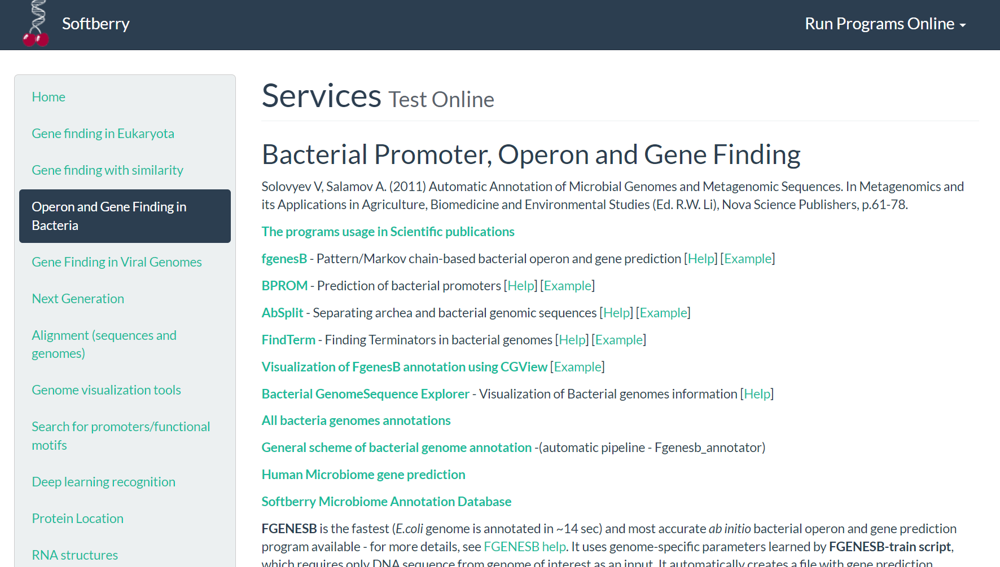 Softberry
Run Programs Online
Home
Gene finding in Eukaryota
Gene finding with similarity
Operon and Gene Finding in
Bacteria
Gene Finding in Viral Genomes
Next Generation
Alignment (sequences and
genomes)
Genome visualization tools
Search for promoters/functional
motifs
Deep learning recognition
Protein Location
RNA structures
Services Test Online
Bacterial Promoter, Operon and Gene Finding
Solovyev V, Salamov A. (2011) Automatic Annotation of Microbial Genomes and Metagenomic Sequences. In Metagenomics and
its Applications in Agriculture, Biomedicine and Environmental Studies (Ed. R.W. Li), Nova Science Publishers, p.61-78.
The programs usage in Scientific publications
fgenesB - Pattern/Markov chain-based bacterial operon and gene prediction [Help] [Example]
BPROM - Prediction of bacterial promoters [Help] [Example]
AbSplit - Separating archea and bacterial genomic sequences [Help] [Example]
FindTerm - Finding Terminators in bacterial genomes [Help] [Example]
Visualization of FgenesB annotation using CGView [Example]
Bacterial GenomeSequence Explorer - Visualization of Bacterial genomes information [Help]
All bacteria genomes annotations
General scheme of bacterial genome annotation -(automatic pipeline - Fgenesb_annotator)
Human Microbiome gene prediction
Softberry Microbiome Annotation Database
FGENESB is the fastest (E.coli genome is annotated in ~14 sec) and most accurate ab initio bacterial operon and gene prediction
program available - for more details, see FGENESB help. It uses genome-specific parameters learned by FGENESB-train script,
which requires only DNA sequence from genome of interest as an input. It automatically creates a file with gene prediction